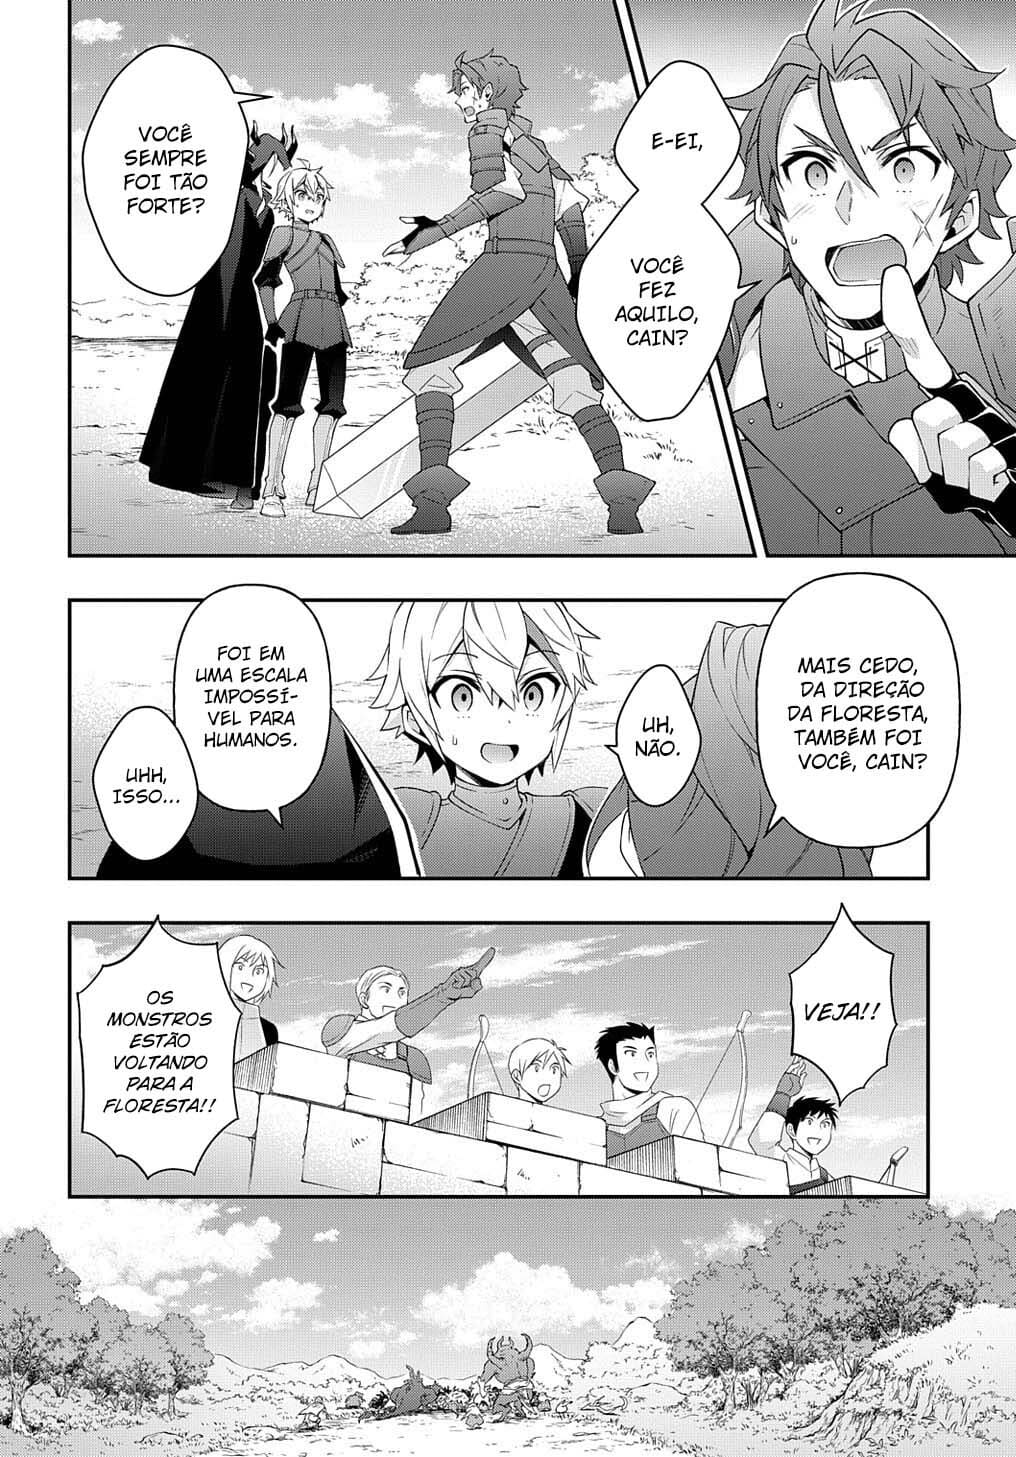 E-EI,
VOCÊ
FEZ
AQUILO,
CAIN?
VOCÊ
SEMPRE
FOI TÃO
FORTE?
MAIS CEDO,
DA DIREÇÃO
DA FLORESTA,
TAMBÉM FOI
VOCÊ, CAIN?
UH,
NÃO.
FOI EM
UMA ESCALA
IMPOSSÍ-
VEL PARA
HUMANOS.
UHH,
ISSO...
VEJA!!
OS
MONSTROS
ESTÃO
VOLTANDO
PARA A
FLORESTA!!